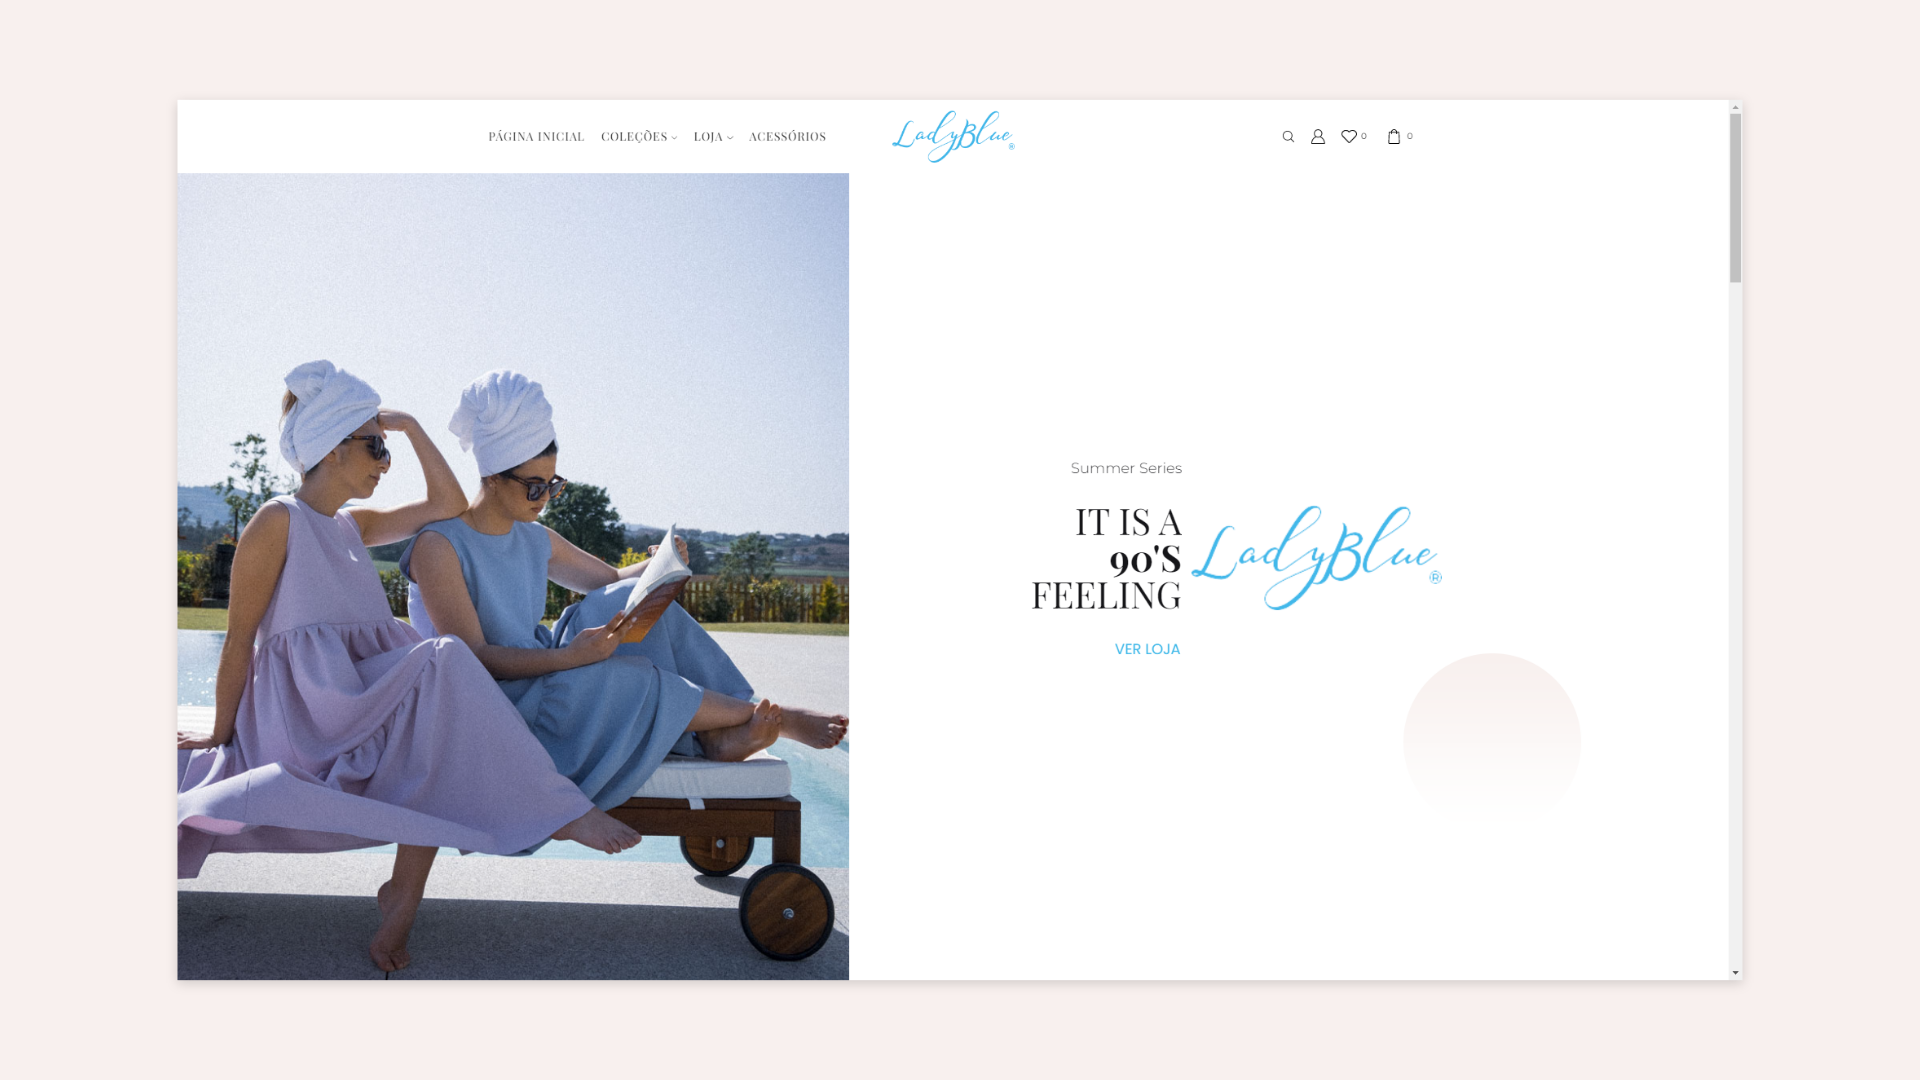 PÁGINA INICIAL COLEÇÕES LOJA ACESSÓRIOS LadyBlue® 0 0
Summer Series
IT IS A
90'S
FEELING
LadyBlue®
VER LOJA